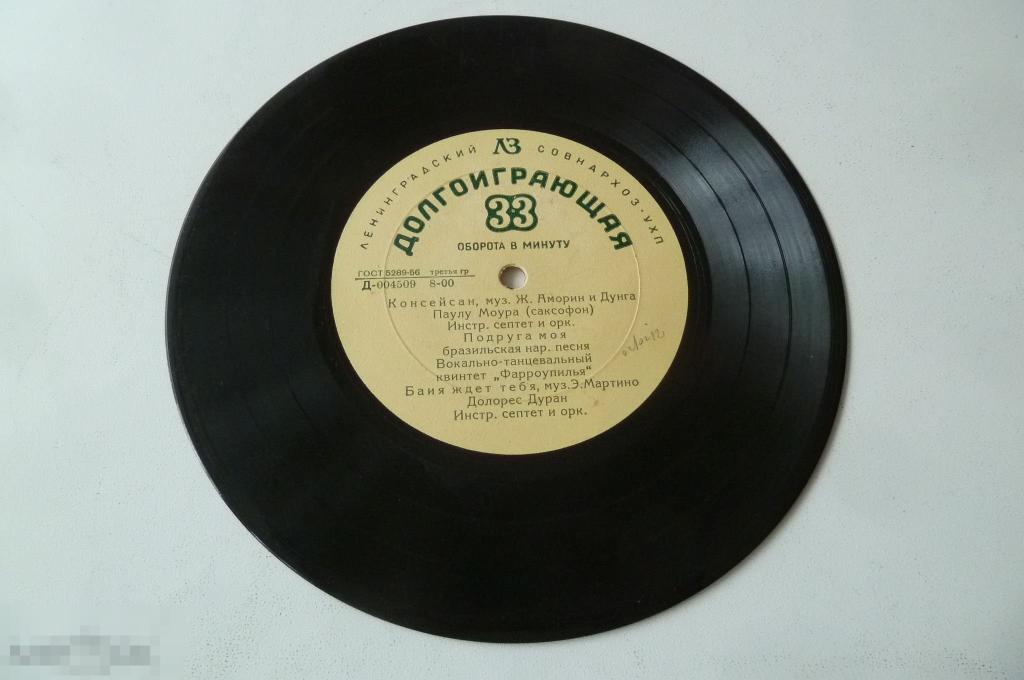 ЛЕНИНГРАДСКИЙ ЛЗ СОВНАРХОЗ-УХП
ДОЛГОИГРАЮЩАЯ
33
ОБОРОТА В МИНУТУ
ГОСТ 5289-56 третья гр
Д-004509 8-00
Консейсан, муз. Ж. Аморин и Дунга
Паулу Моура (саксофон)
Инстр. септет и орк.
Подруга моя
бразильская нар. песня
Вокально-танцевальный
квинтет „Фарроупилья"
Баия ждет тебя, муз.Э.Мартино
Долорес Дуран
Инстр. септет и орк.